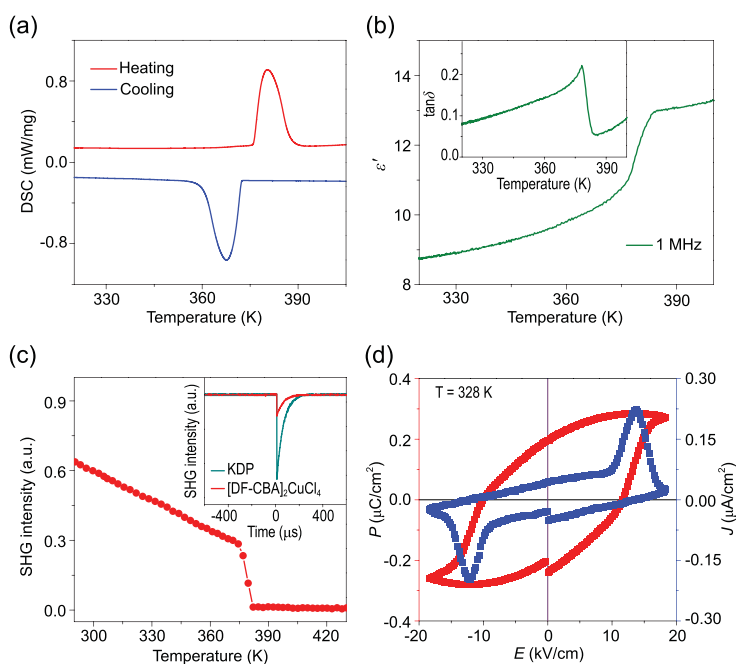 (a)
DSC (mW/mg)
0.8
0.0
-0.8
Heating
Cooling
330 360 390
Temperature (K)
(b)
ε′
14
12
10
8
tanδ
0.2
0.1
0.0
330 360 390
Temperature (K)
1 MHz
330 360 390
Temperature (K)
(c)
SHG intensity (a.u.)
0.9
0.6
0.3
0.0
SHG intensity (a.u.)
KDP
[DF-CBA]₂CuCl₄
-600 0 600
Time (μs)
300 330 360 390 420
Temperature (K)
(d)
T = 328 K
P (μC/cm²)
0.4
0.2
0.0
-0.2
-0.4
0.30
0.15
0.00
-0.15
-0.30
J (μA/cm²)
-20 -10 0 10 20
E (kV/cm)